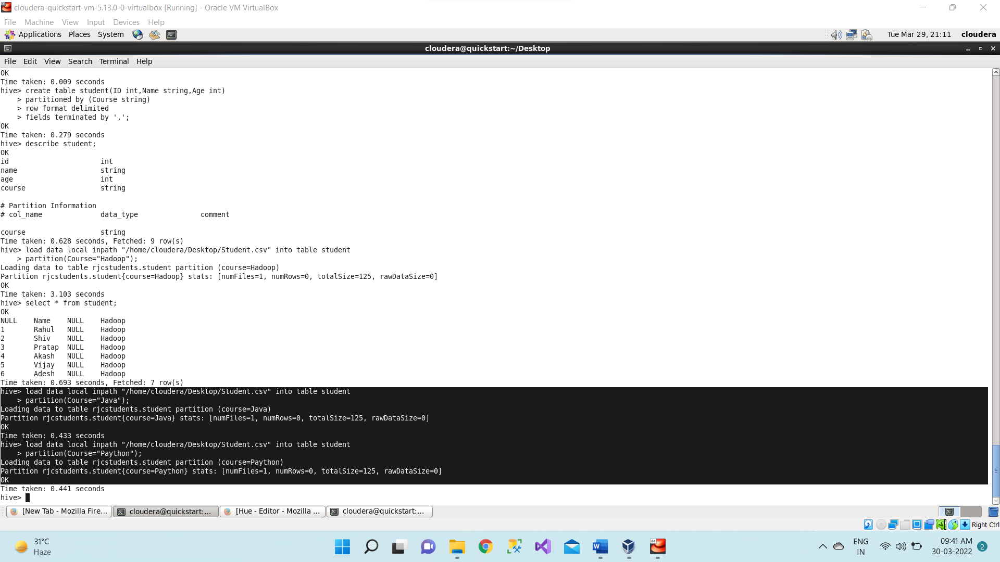 cloudera-quickstart-vm-5.13.0-0-virtualbox [Running] - Oracle VM VirtualBox
File Machine View Input Devices Help
Applications Places System Tue Mar 29, 21:11 cloudera
cloudera@quickstart:~/Desktop
File Edit View Search Terminal Help
OK
Time taken: 0.009 seconds
hive> create table student(ID int,Name string,Age int)
    > partitioned by (Course string)
    > row format delimited
    > fields terminated by ',';
OK
Time taken: 0.279 seconds
hive> describe student;
OK
id                      int
name                    string
age                     int
course                  string
# Partition Information
# col_name              data_type               comment
course                  string
Time taken: 0.628 seconds, Fetched: 9 row(s)
hive> load data local inpath "/home/cloudera/Desktop/Student.csv" into table student
    > partition(Course="Hadoop");
Loading data to table rjcstudents.student partition (course=Hadoop)
Partition rjcstudents.student{course=Hadoop} stats: [numFiles=1, numRows=0, totalSize=125, rawDataSize=0]
OK
Time taken: 3.103 seconds
hive> select * from student;
OK
NULL    Name    NULL    Hadoop
1       Rahul   NULL    Hadoop
2       Shiv    NULL    Hadoop
3       Pratap  NULL    Hadoop
4       Akash   NULL    Hadoop
5       Vijay   NULL    Hadoop
6       Adesh   NULL    Hadoop
Time taken: 0.693 seconds, Fetched: 7 row(s)
hive> load data local inpath "/home/cloudera/Desktop/Student.csv" into table student
    > partition(Course="Java");
Loading data to table rjcstudents.student partition (course=Java)
Partition rjcstudents.student{course=Java} stats: [numFiles=1, numRows=0, totalSize=125, rawDataSize=0]
OK
Time taken: 0.433 seconds
hive> load data local inpath "/home/cloudera/Desktop/Student.csv" into table student
    > partition(Course="Paython");
Loading data to table rjcstudents.student partition (course=Paython)
Partition rjcstudents.student{course=Paython} stats: [numFiles=1, numRows=0, totalSize=125, rawDataSize=0]
OK
Time taken: 0.441 seconds
hive>
[New Tab - Mozilla Fire... cloudera@quickstart:... [Hue - Editor - Mozilla ... cloudera@quickstart:...
Right Ctrl
31°C
Haze
ENG
IN
09:41 AM
30-03-2022
2